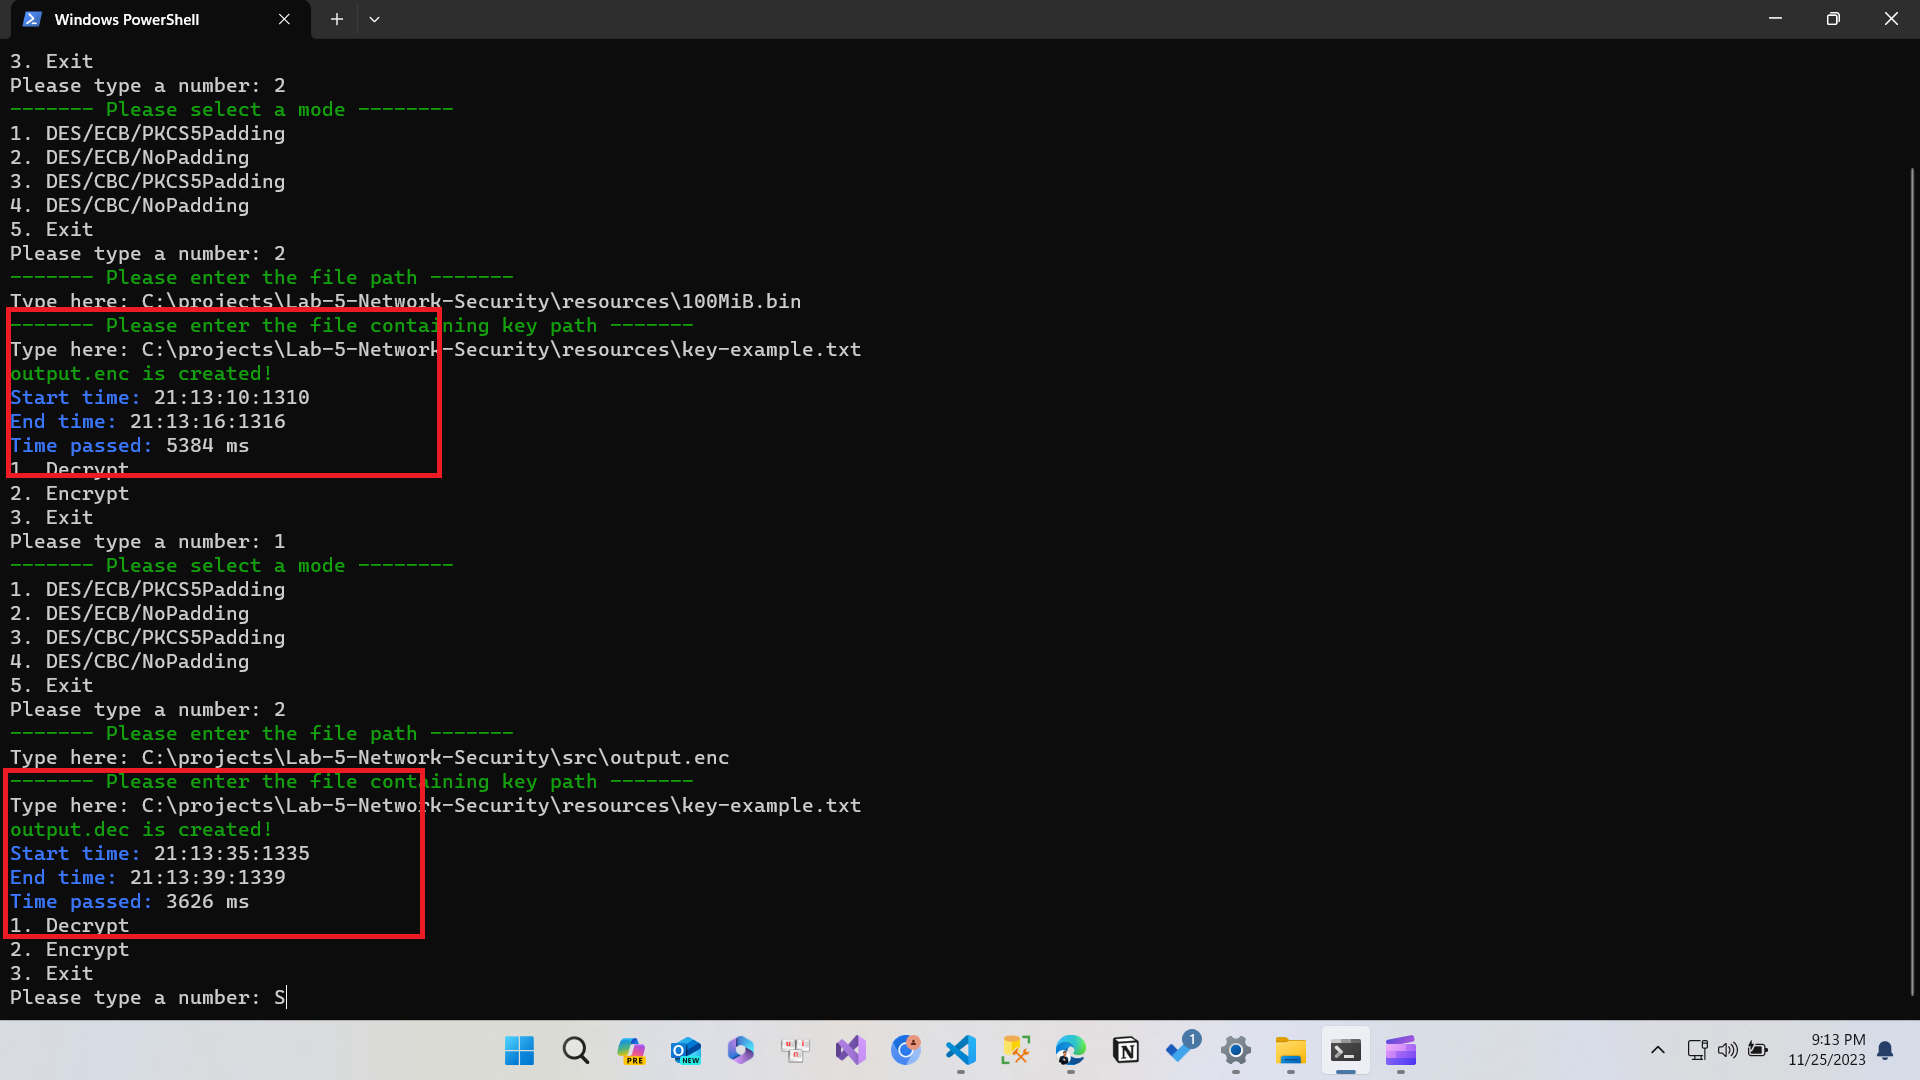 Windows PowerShell
3. Exit
Please type a number: 2
------- Please select a mode --------
1. DES/ECB/PKCS5Padding
2. DES/ECB/NoPadding
3. DES/CBC/PKCS5Padding
4. DES/CBC/NoPadding
5. Exit
Please type a number: 2
------- Please enter the file path -------
Type here: C:\projects\Lab-5-Network-Security\resources\100MiB.bin
------- Please enter the file containing key path -------
Type here: C:\projects\Lab-5-Network-Security\resources\key-example.txt
output.enc is created!
Start time: 21:13:10:1310
End time: 21:13:16:1316
Time passed: 5384 ms
1. Decrypt
2. Encrypt
3. Exit
Please type a number: 1
------- Please select a mode --------
1. DES/ECB/PKCS5Padding
2. DES/ECB/NoPadding
3. DES/CBC/PKCS5Padding
4. DES/CBC/NoPadding
5. Exit
Please type a number: 2
------- Please enter the file path -------
Type here: C:\projects\Lab-5-Network-Security\src\output.enc
------- Please enter the file containing key path -------
Type here: C:\projects\Lab-5-Network-Security\resources\key-example.txt
output.dec is created!
Start time: 21:13:35:1335
End time: 21:13:39:1339
Time passed: 3626 ms
1. Decrypt
2. Encrypt
3. Exit
Please type a number: S
PRE
NEW
1
9:13 PM
11/25/2023